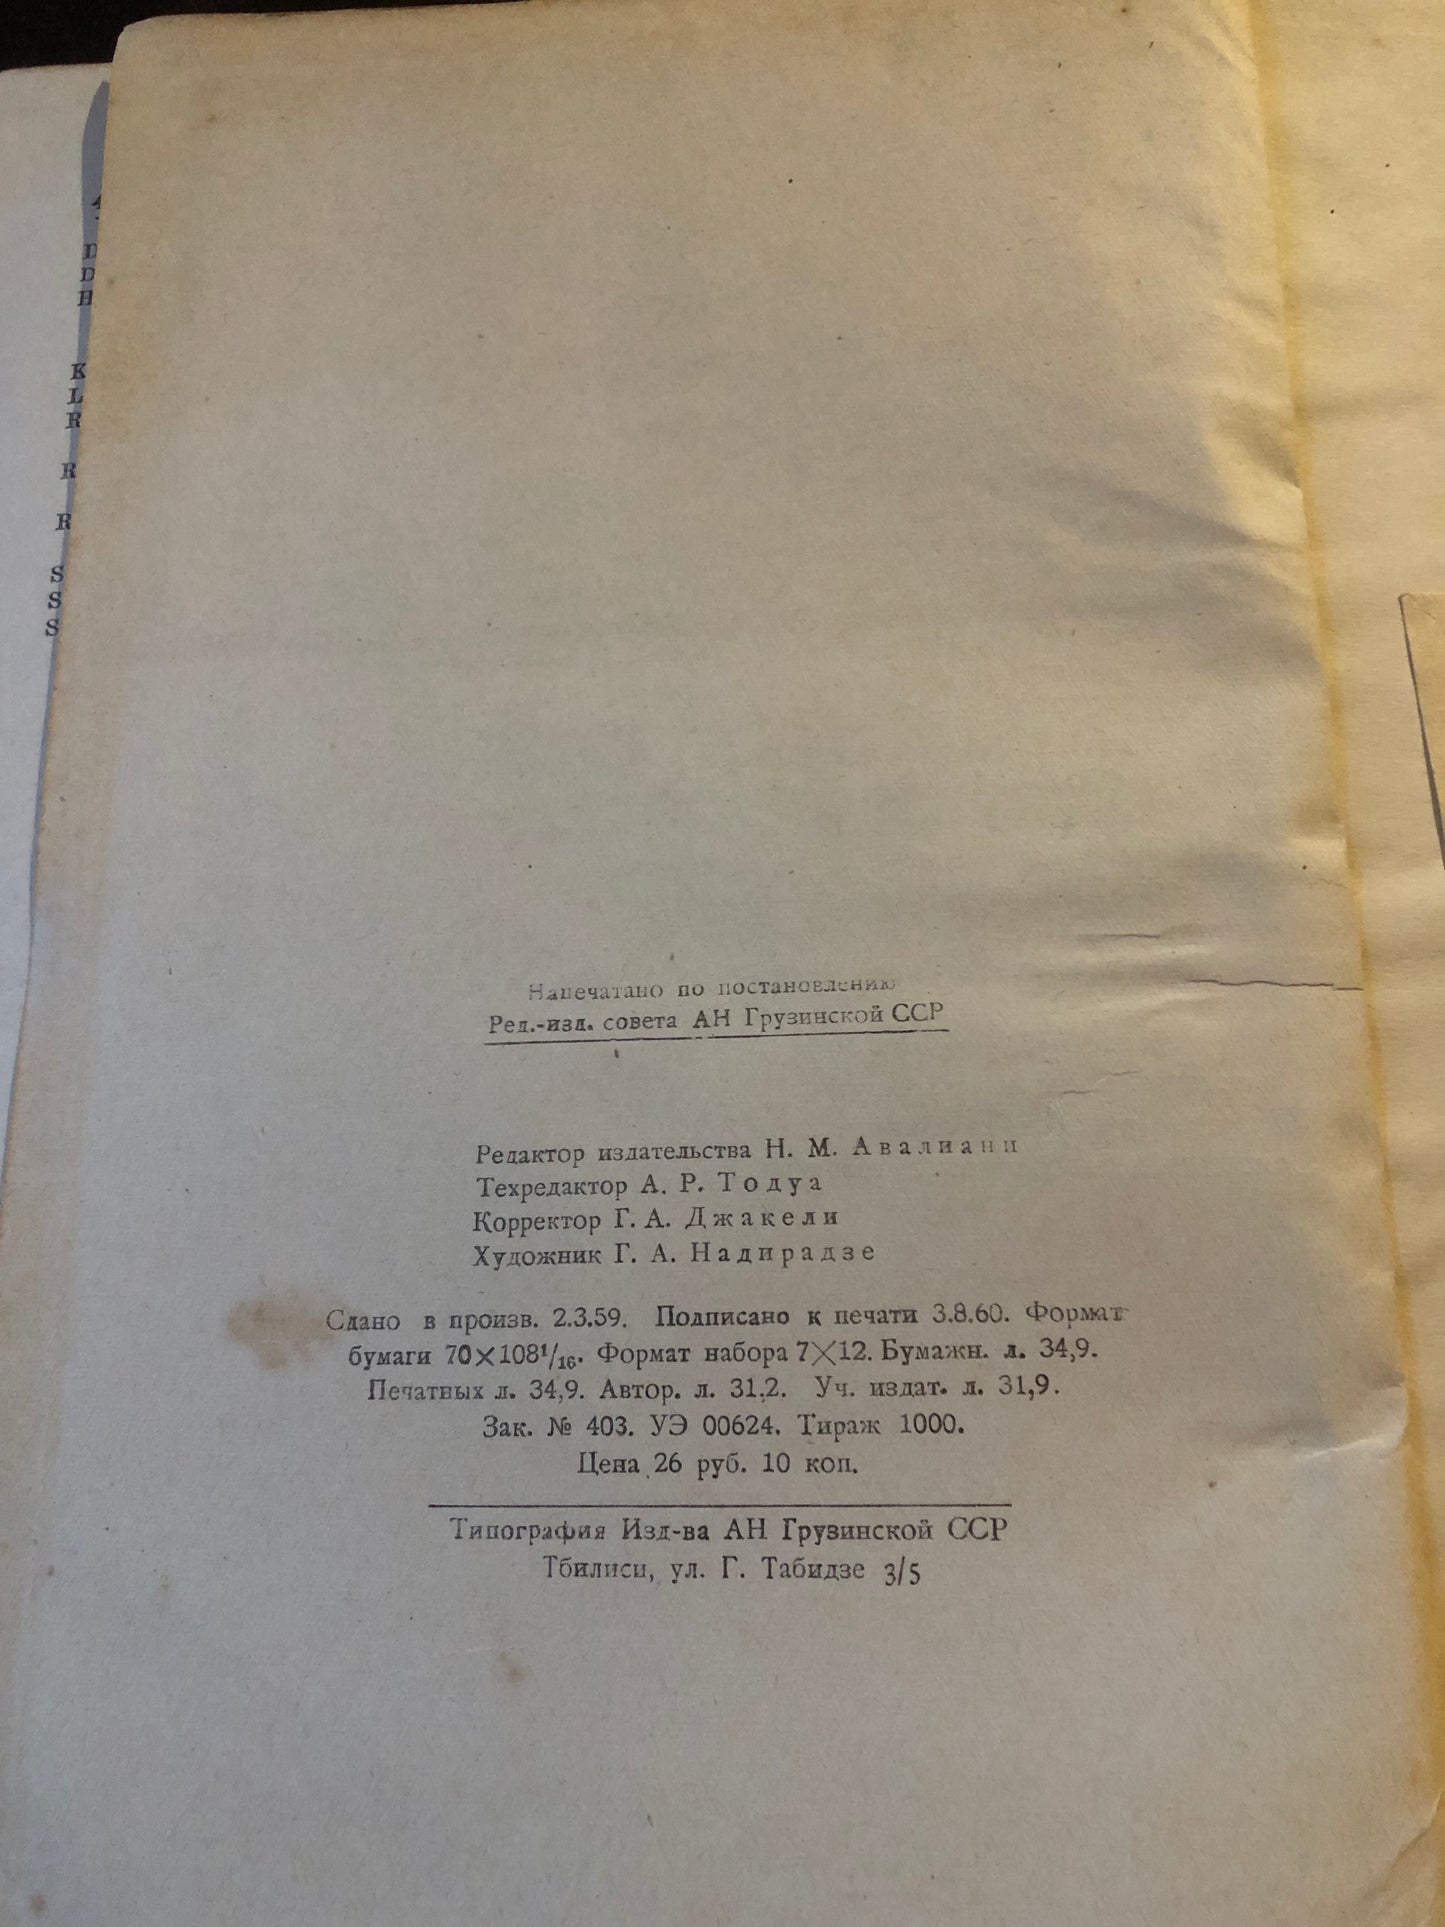 Напечатано по постановлению
Ред.-изд. совета АН Грузинской ССР
Редактор издательства Н. М. Авалиани
Техредактор А. Р. Тодуа
Корректор Г. А. Джакели
Художник Г. А. Надирадзе
Сдано в произв. 2.3.59. Подписано к печати 3.8.60. Формат
бумаги 70×108¹/₁₆. Формат набора 7×12. Бумажн. л. 34,9.
Печатных л. 34,9. Автор. л. 31,2. Уч. издат. л. 31,9.
Зак. № 403. УЭ 00624. Тираж 1000.
Цена 26 руб. 10 коп.
Типография Изд-ва АН Грузинской ССР
Тбилиси, ул. Г. Табидзе 3/5